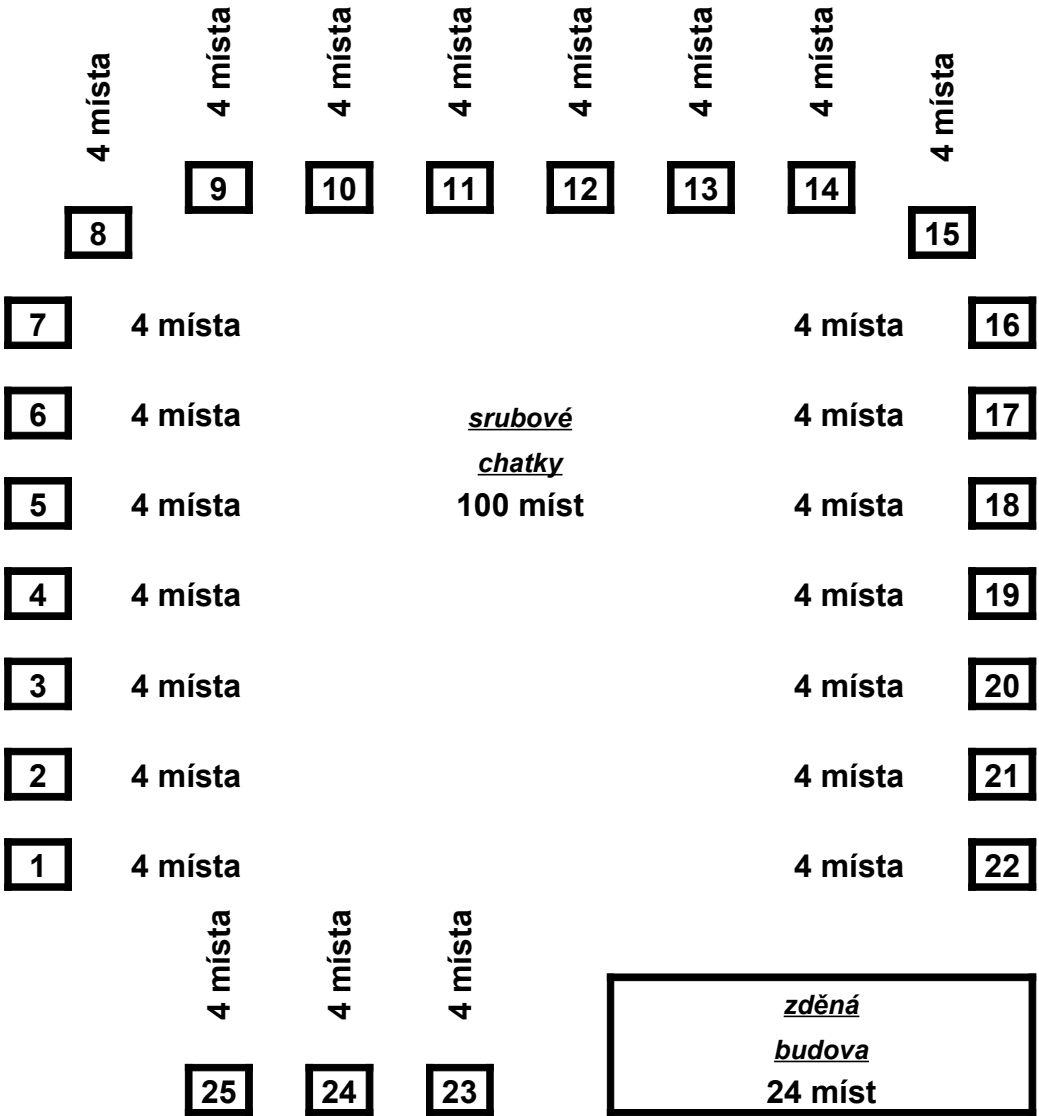 4 místa
4 místa 4 místa 4 místa 4 místa 4 místa 4 místa
4 místa
9 10 11 12 13 14
8 15
7 4 místa 4 místa 16
6 4 místa srubové 4 místa 17
chatky
5 4 místa 100 míst 4 místa 18
4 4 místa 4 místa 19
3 4 místa 4 místa 20
2 4 místa 4 místa 21
1 4 místa 4 místa 22
4 místa 4 místa 4 místa
zděná
budova
25 24 23 24 míst